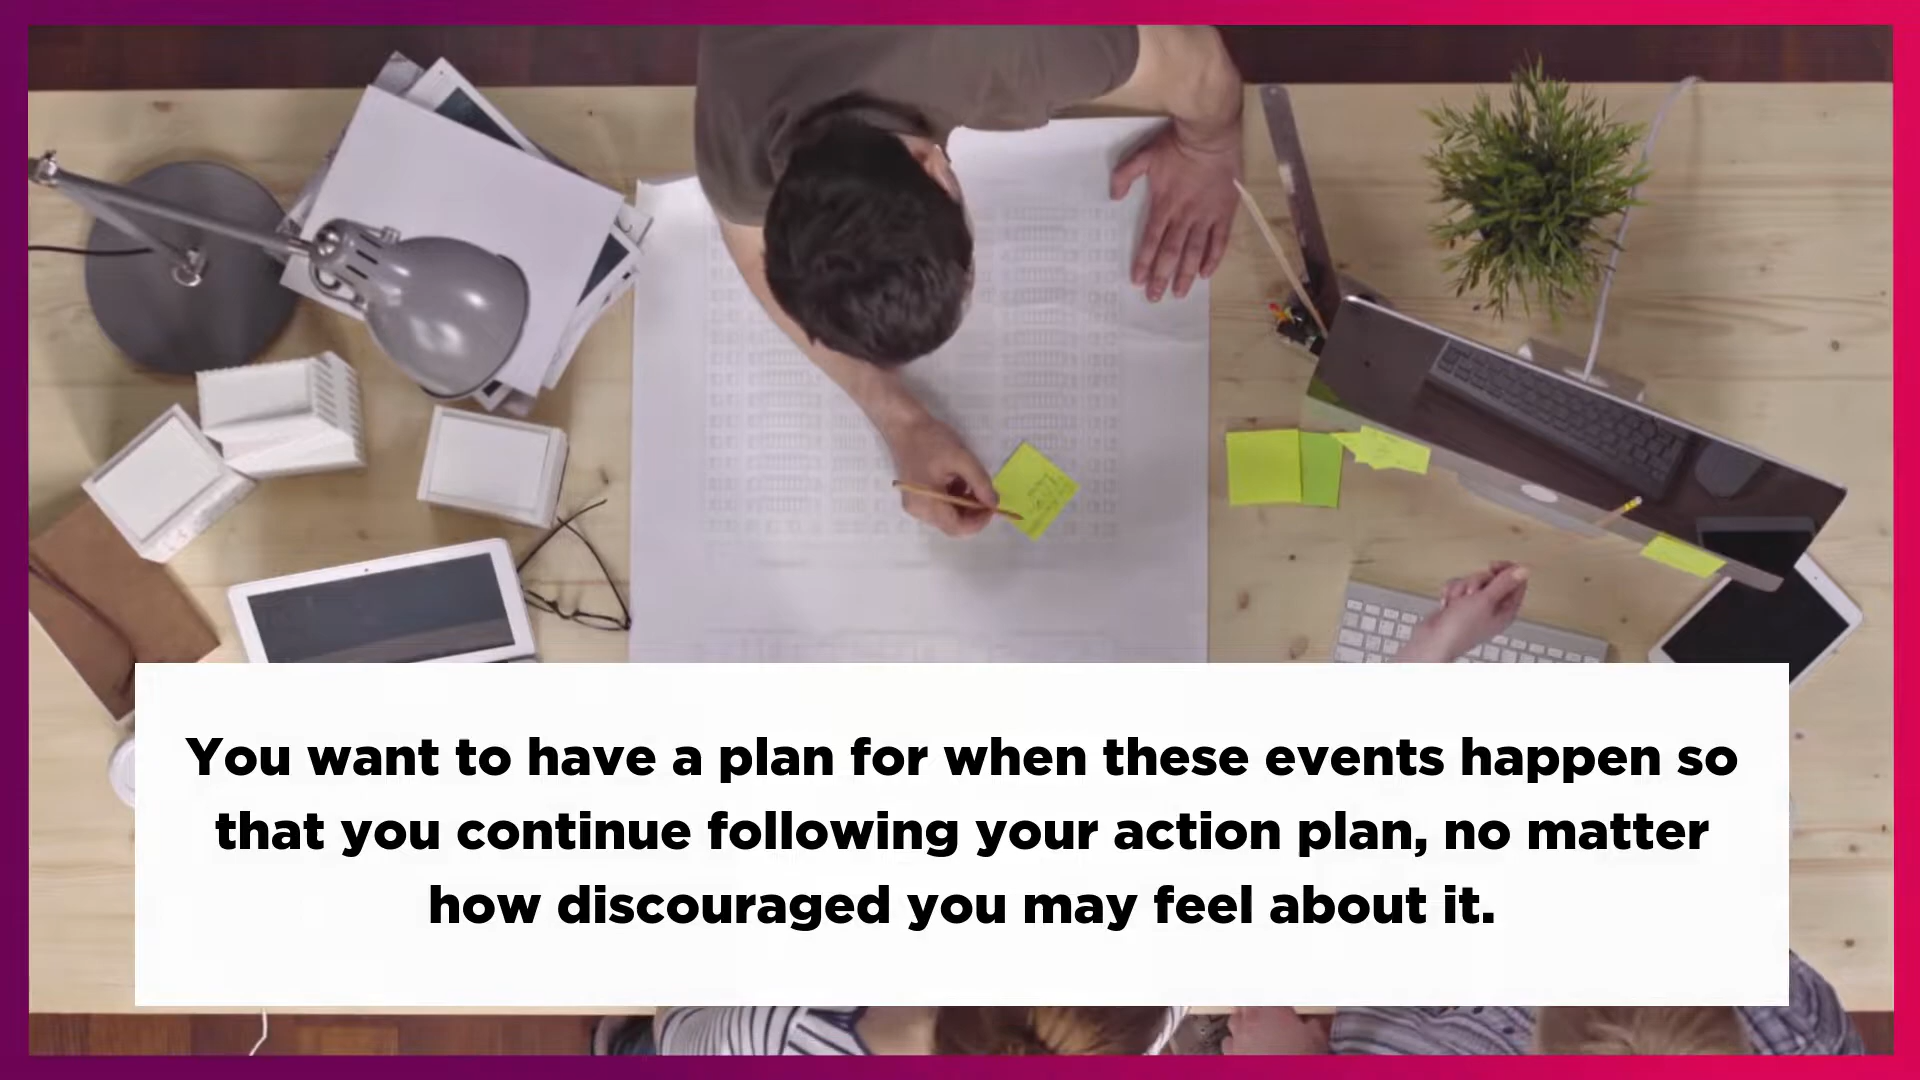 You want to have a plan for when these events happen so
that you continue following your action plan, no matter
how discouraged you may feel about it.